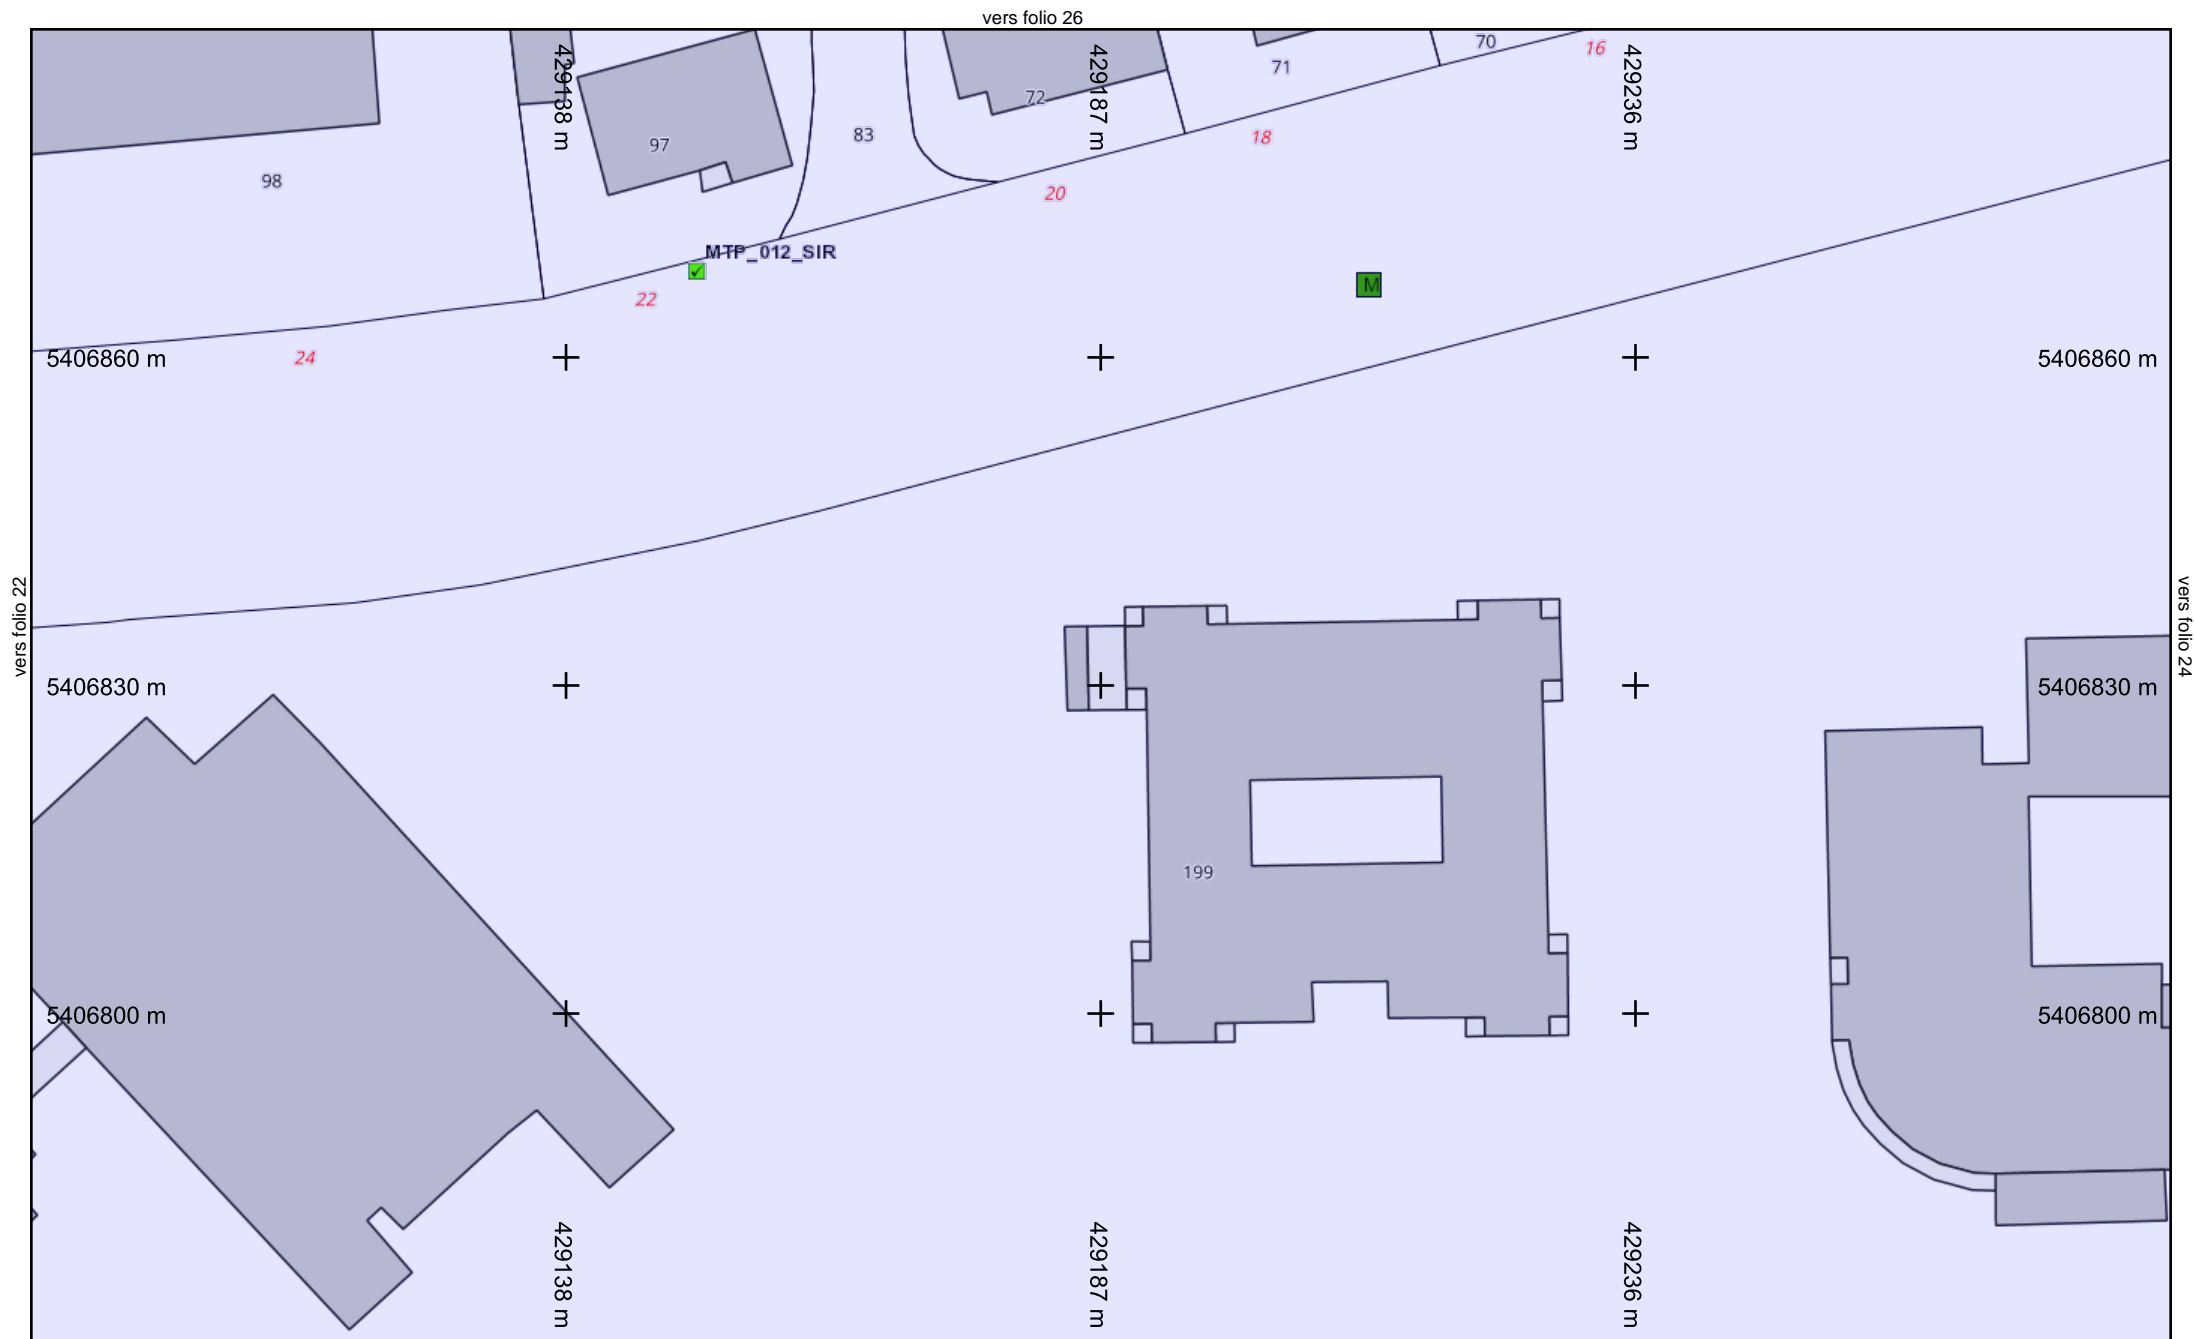 vers folio 26
429138 m
429187 m
429236 m
70
16
71
72
97
83
18
98
20
MTP_012_SIR
M
22
5406860 m
24
5406860 m
vers folio 22
vers folio 24
5406830 m
5406830 m
199
5406800 m
5406800 m
429138 m
429187 m
429236 m